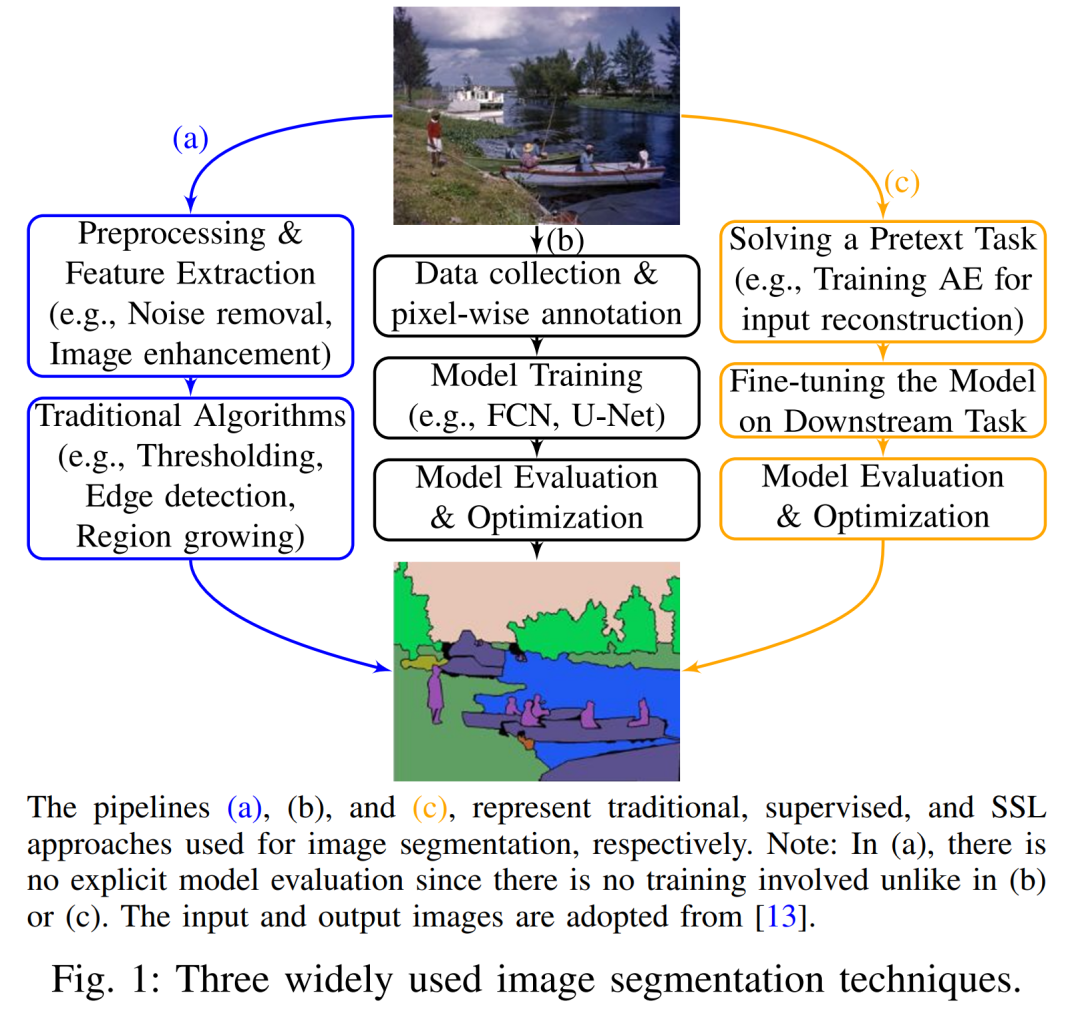 (a)
(c)
Preprocessing &
Feature Extraction
(e.g., Noise removal,
Image enhancement)
Traditional Algorithms
(e.g., Thresholding,
Edge detection,
Region growing)
(b)
Data collection &
pixel-wise annotation
Model Training
(e.g., FCN, U-Net)
Model Evaluation
& Optimization
Solving a Pretext Task
(e.g., Training AE for
input reconstruction)
Fine-tuning the Model
on Downstream Task
Model Evaluation
& Optimization
The pipelines (a), (b), and (c), represent traditional, supervised, and SSL
approaches used for image segmentation, respectively. Note: In (a), there is
no explicit model evaluation since there is no training involved unlike in (b)
or (c). The input and output images are adopted from [13].
Fig. 1: Three widely used image segmentation techniques.